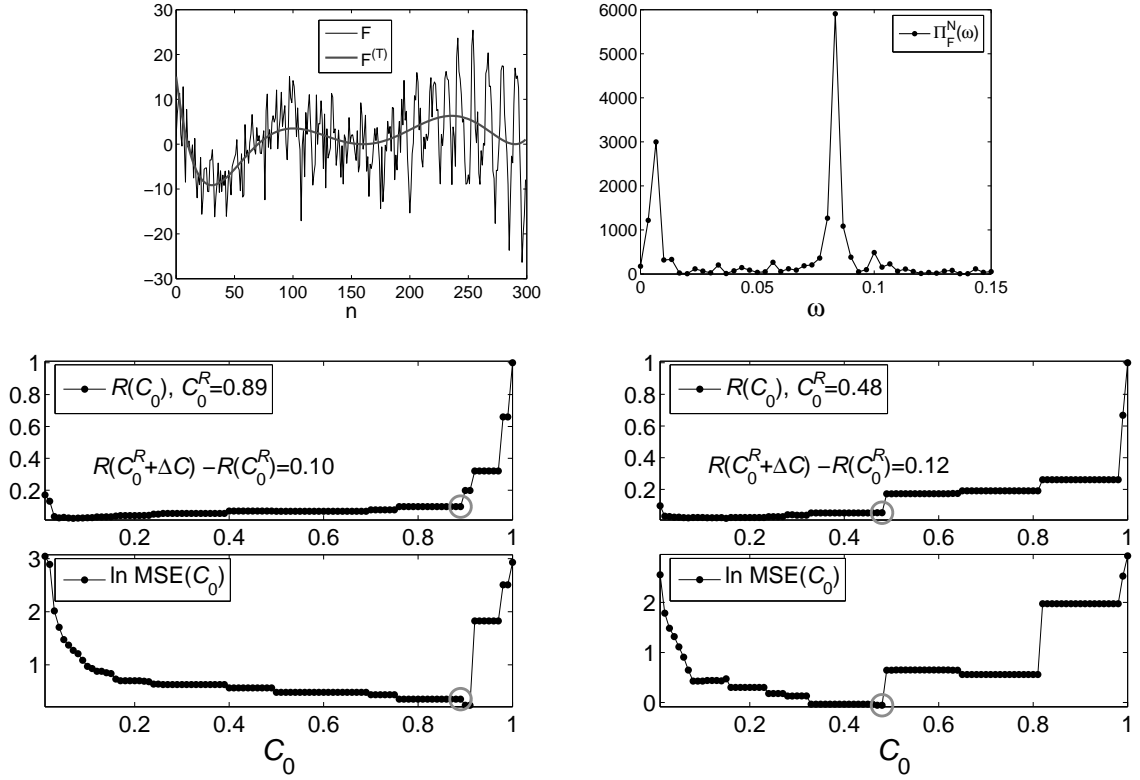 30
20
10
0
−10
−20
−30
F
F^(T)
0 50 100 150 200 250 300
n
6000
5000
4000
3000
2000
1000
0
Π_F^N(ω)
0 0.05 0.1 0.15
ω
1
0.8
0.6
0.4
0.2
R(C_0), C_0^R=0.89
R(C_0^R+ΔC) −R(C_0^R)=0.10
0.2 0.4 0.6 0.8 1
3
2
1
ln MSE(C_0)
0.2 0.4 0.6 0.8 1
C_0
1
0.8
0.6
0.4
0.2
R(C_0), C_0^R=0.48
R(C_0^R+ΔC) −R(C_0^R)=0.12
0.2 0.4 0.6 0.8 1
2
1
0
ln MSE(C_0)
0.2 0.4 0.6 0.8 1
C_0